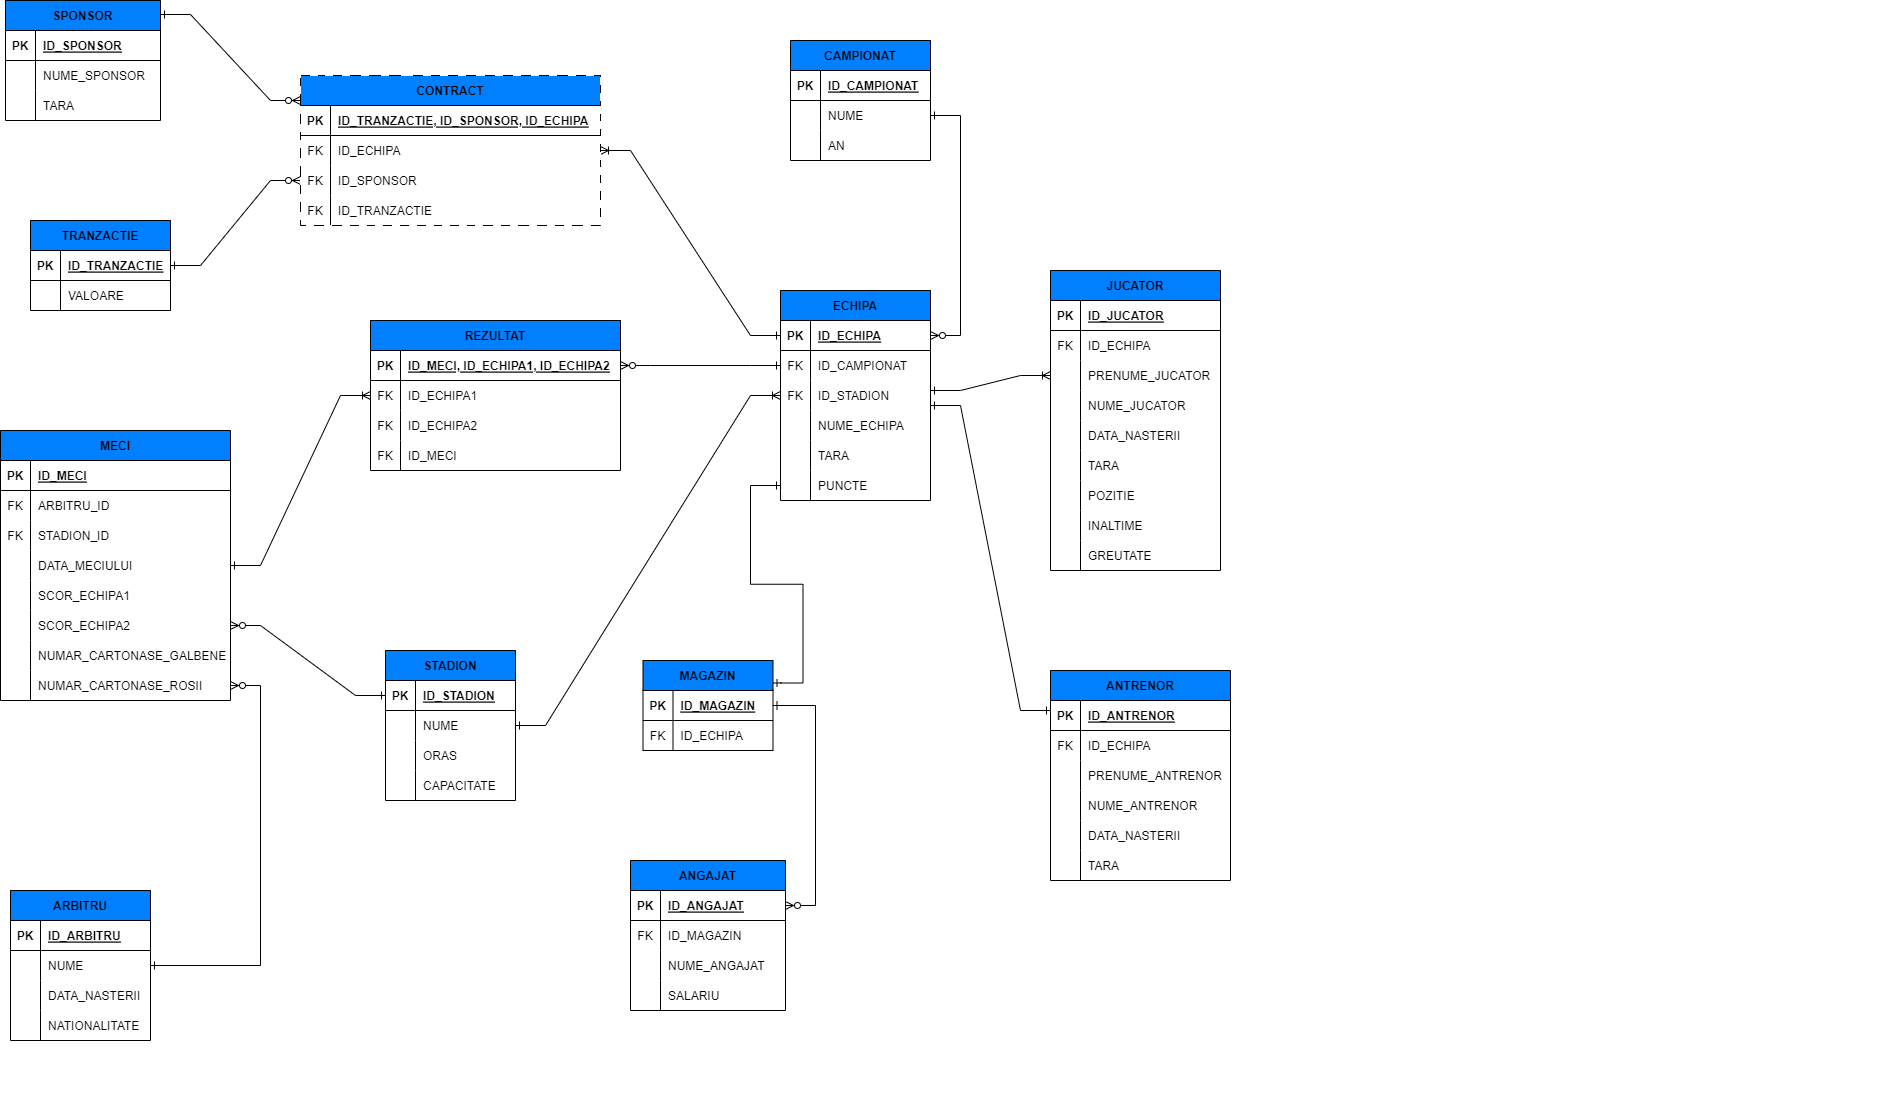 SPONSOR
PK ID_SPONSOR
NUME_SPONSOR
TARA
CONTRACT
PK ID_TRANZACTIE, ID_SPONSOR, ID_ECHIPA
FK ID_ECHIPA
FK ID_SPONSOR
FK ID_TRANZACTIE
CAMPIONAT
PK ID_CAMPIONAT
NUME
AN
TRANZACTIE
PK ID_TRANZACTIE
VALOARE
REZULTAT
PK ID_MECI, ID_ECHIPA1, ID_ECHIPA2
FK ID_ECHIPA1
FK ID_ECHIPA2
FK ID_MECI
ECHIPA
PK ID_ECHIPA
FK ID_CAMPIONAT
FK ID_STADION
NUME_ECHIPA
TARA
PUNCTE
JUCATOR
PK ID_JUCATOR
FK ID_ECHIPA
PRENUME_JUCATOR
NUME_JUCATOR
DATA_NASTERII
TARA
POZITIE
INALTIME
GREUTATE
MECI
PK ID_MECI
FK ARBITRU_ID
FK STADION_ID
DATA_MECIULUI
SCOR_ECHIPA1
SCOR_ECHIPA2
NUMAR_CARTONASE_GALBENE
NUMAR_CARTONASE_ROSII
STADION
PK ID_STADION
NUME
ORAS
CAPACITATE
MAGAZIN
PK ID_MAGAZIN
FK ID_ECHIPA
ANTRENOR
PK ID_ANTRENOR
FK ID_ECHIPA
PRENUME_ANTRENOR
NUME_ANTRENOR
DATA_NASTERII
TARA
ARBITRU
PK ID_ARBITRU
NUME
DATA_NASTERII
NATIONALITATE
ANGAJAT
PK ID_ANGAJAT
FK ID_MAGAZIN
NUME_ANGAJAT
SALARIU